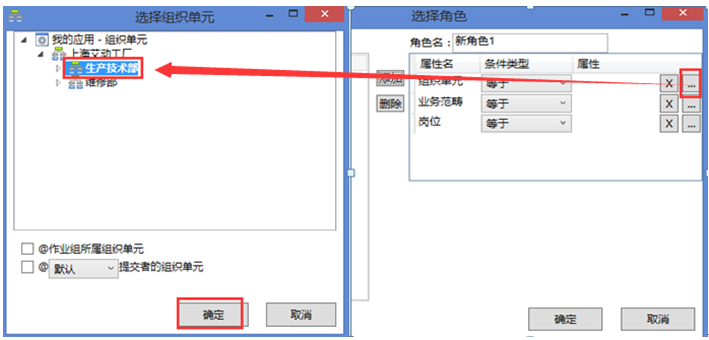 选择组织单元
我的应用 - 组织单元
上海艾动工厂
生产技术部
维修部
@作业组所属组织单元
@ 默认 提交者的组织单元
确定 取消
选择角色
角色名： 新角色1
添加
删除
属性名 条件类型 属性
组织单元 等于 X ...
业务范畴 等于 X ...
岗位 等于 X ...
确定 取消